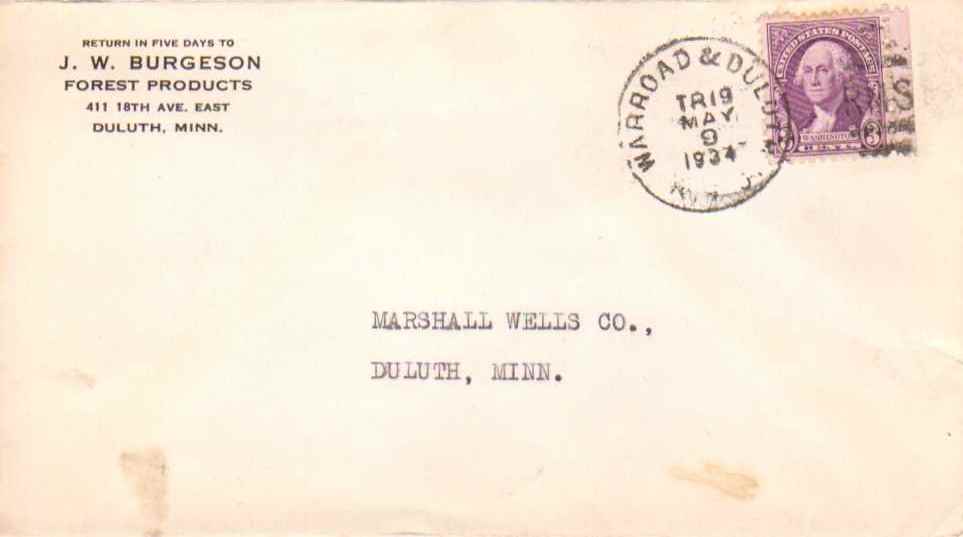 RETURN IN FIVE DAYS TO
J. W. BURGESON
FOREST PRODUCTS
411 18TH AVE. EAST
DULUTH, MINN.
WARROAD & DULUTH
TR19
MAY
9
1934
UNITED STATES POSTAGE
WASHINGTON
3 CENTS 3
MARSHALL WELLS CO.,
DULUTH, MINN.